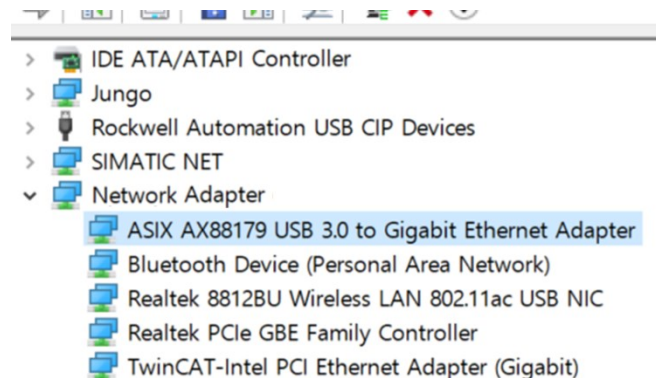 IDE ATA/ATAPI Controller
Jungo
Rockwell Automation USB CIP Devices
SIMATIC NET
Network Adapter
ASIX AX88179 USB 3.0 to Gigabit Ethernet Adapter
Bluetooth Device (Personal Area Network)
Realtek 8812BU Wireless LAN 802.11ac USB NIC
Realtek PCIe GBE Family Controller
TwinCAT-Intel PCI Ethernet Adapter (Gigabit)